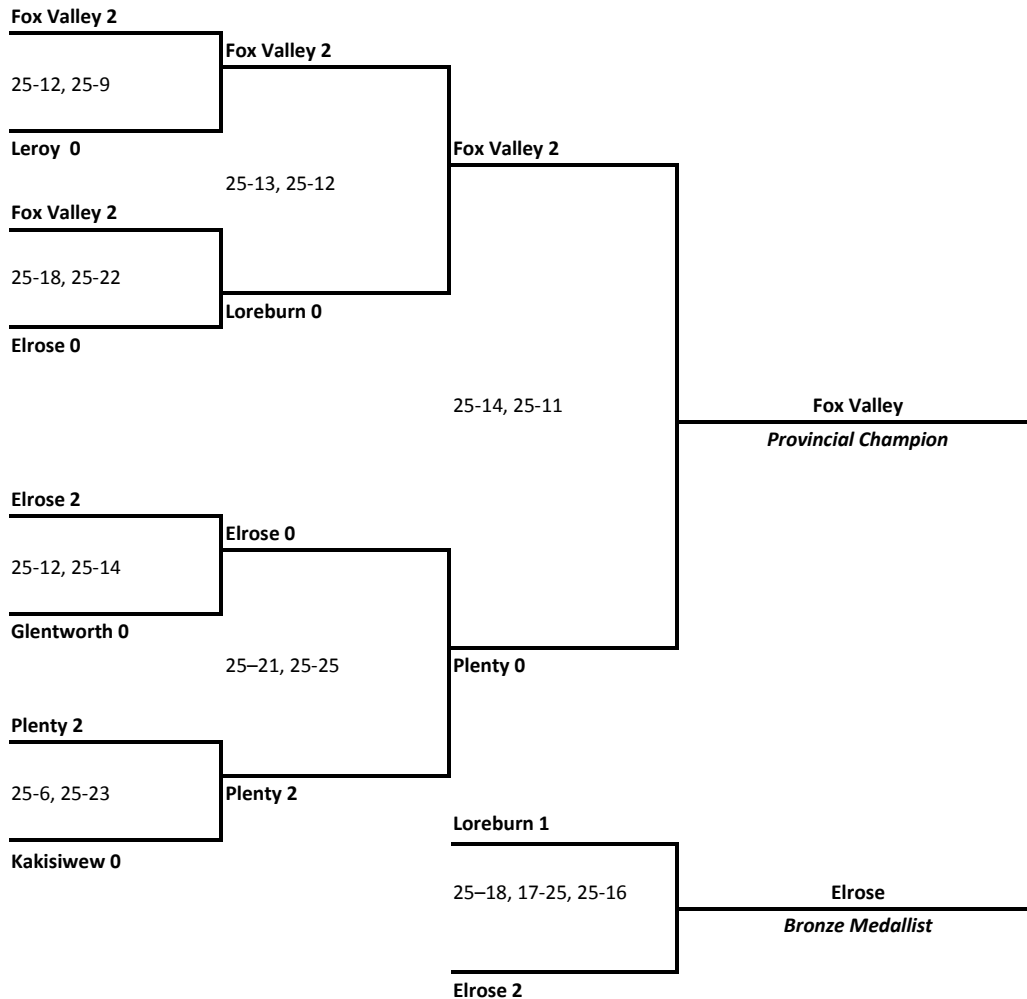 Fox Valley 2
25-12, 25-9
Leroy 0
Fox Valley 2
25-18, 25-22
Elrose 0
Elrose 2
25-12, 25-14
Glentworth 0
Plenty 2
25-6, 25-23
Kakisiwew 0
Fox Valley 2
25-13, 25-12
Loreburn 0
Elrose 0
25–21, 25-25
Plenty 2
Fox Valley 2
25-14, 25-11
Plenty 0
Fox Valley
Provincial Champion
Loreburn 1
25–18, 17-25, 25-16
Elrose 2
Elrose
Bronze Medallist